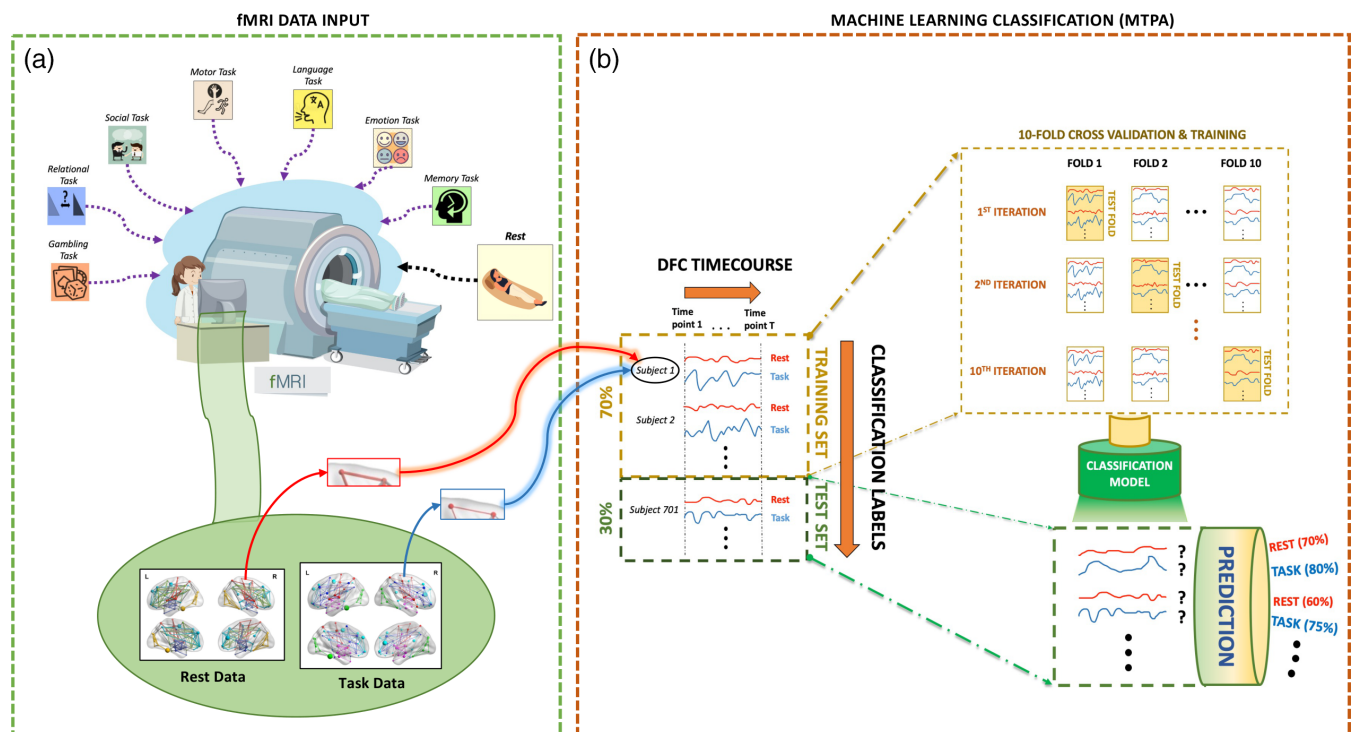 fMRI DATA INPUT
MACHINE LEARNING CLASSIFICATION (MTPA)
(a)
Motor Task
Language
Task
Social Task
Emotion Task
Relational
Task
Memory Task
Gambling
Task
Rest
fMRI
L
R
L
R
Rest Data
Task Data
(b)
DFC TIMECOURSE
Time
point 1
...
Time
point T
Subject 1
Rest
Task
Subject 2
Rest
Task
Subject 701
Rest
Task
%70
%30
TRAINING SET
TEST SET
CLASSIFICATION LABELS
10-FOLD CROSS VALIDATION & TRAINING
FOLD 1
FOLD 2
FOLD 10
1ST ITERATION
TEST FOLD
2ND ITERATION
TEST FOLD
10TH ITERATION
TEST FOLD
CLASSIFICATION
MODEL
?
?
?
?
PREDICTION
REST (70%)
TASK (80%)
REST (60%)
TASK (75%)